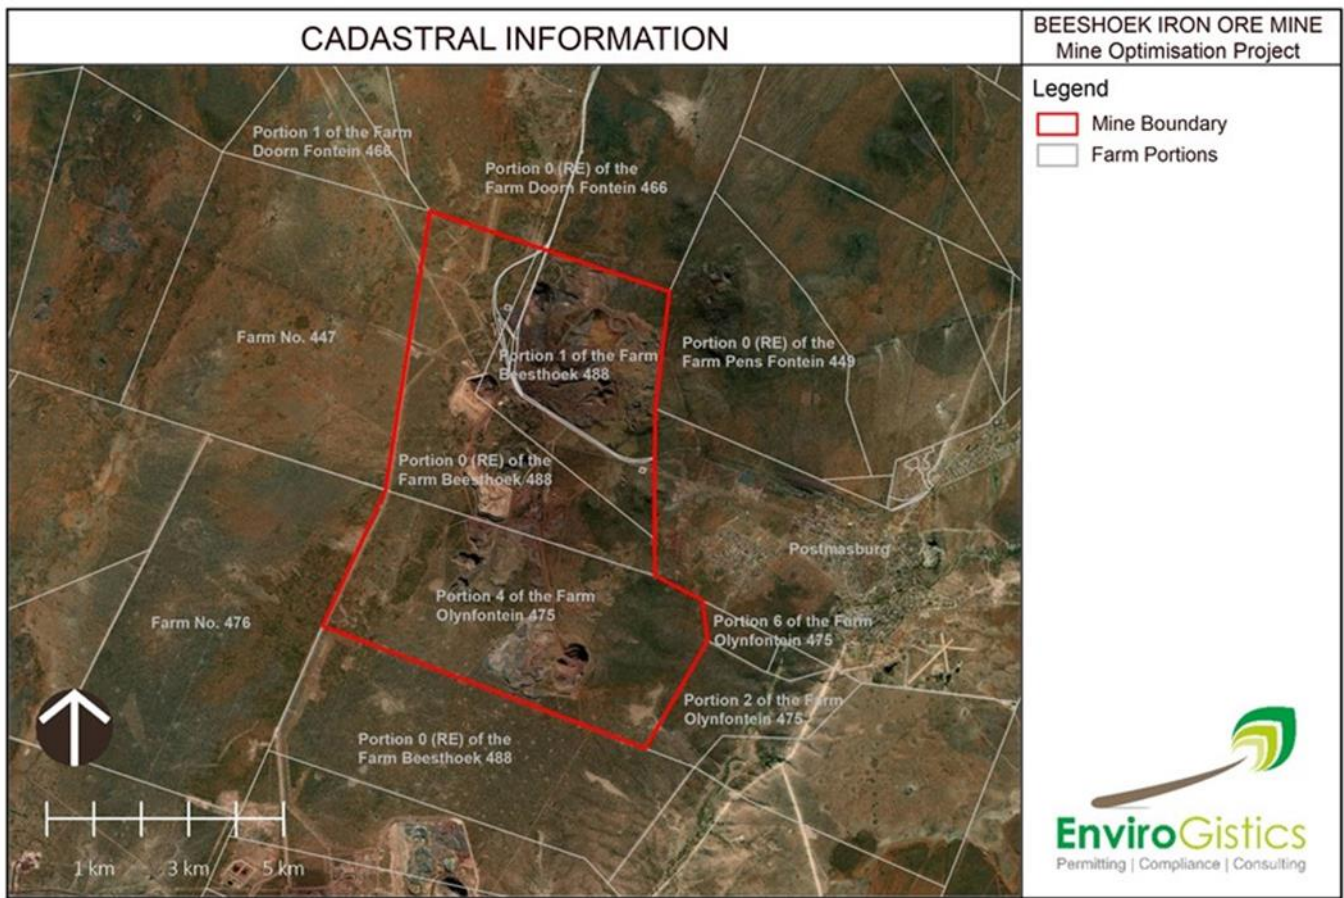 CADASTRAL INFORMATION
BEESHOEK IRON ORE MINE
Mine Optimisation Project
Legend
Mine Boundary
Farm Portions
Portion 1 of the Farm
Doorn Fontein 466
Portion 0 (RE) of the
Farm Doorn Fontein 466
Farm No. 447
Portion 1 of the Farm
Beesthoek 488
Portion 0 (RE) of the
Farm Pens Fontein 449
Portion 0 (RE) of the
Farm Beesthoek 488
Postmasburg
Portion 4 of the Farm
Olynfontein 475
Farm No. 476
Portion 6 of the Farm
Olynfontein 475
Portion 2 of the Farm
Olynfontein 475
Portion 0 (RE) of the
Farm Beesthoek 488
1 km 3 km 5 km
EnviroGistics
Permitting | Compliance | Consulting